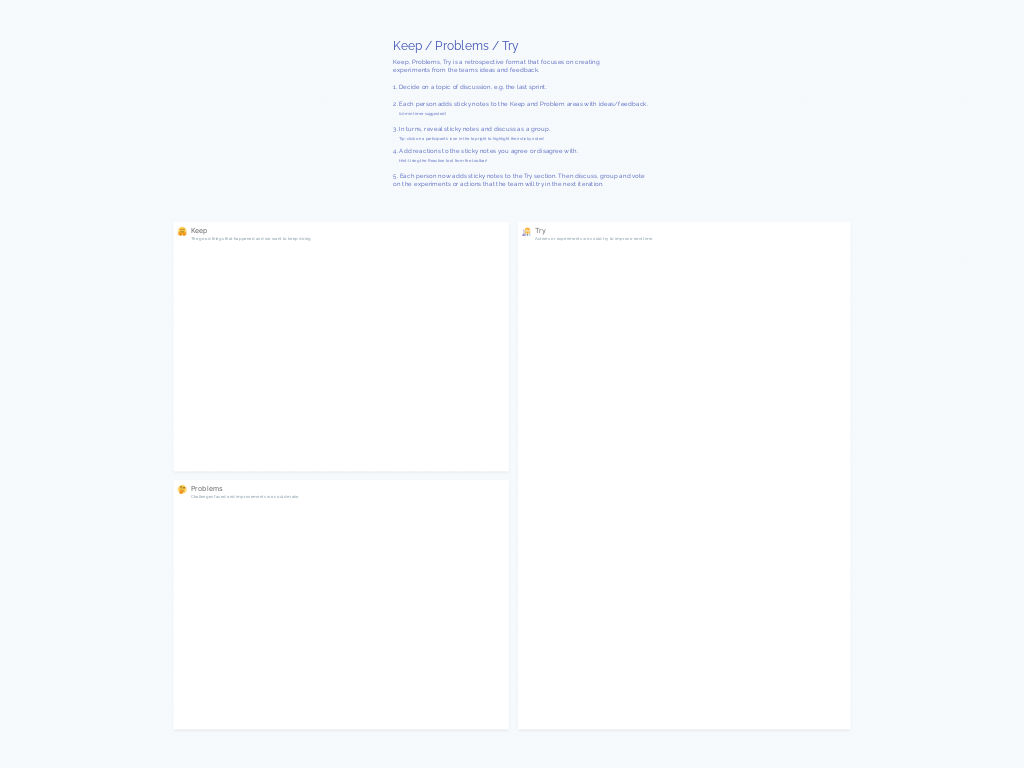 Keep / Problems / Try
Keep, Problems, Try is a retrospective format that focuses on creating
experiments from the teams ideas and feedback.
1. Decide on a topic of discussion, e.g. the last sprint.
2. Each person adds sticky notes to the Keep and Problem areas with ideas/feedback.
3. In turns, reveal sticky notes and discuss as a group.
Tip: click on a participant's icon in the top right to highlight their sticky notes!
4. Add reactions to the sticky notes you agree or disagree with.
Hint: Using the Reaction tool from the toolbar!
5. Each person now adds sticky notes to the Try section. Then discuss, group and vote
on the experiments or actions that the team will try in the next iteration.
Keep
The good things that happened and we want to keep doing
Try
Actions or experiments we could try to improve next time
Problems
Challenges faced and improvements we could make